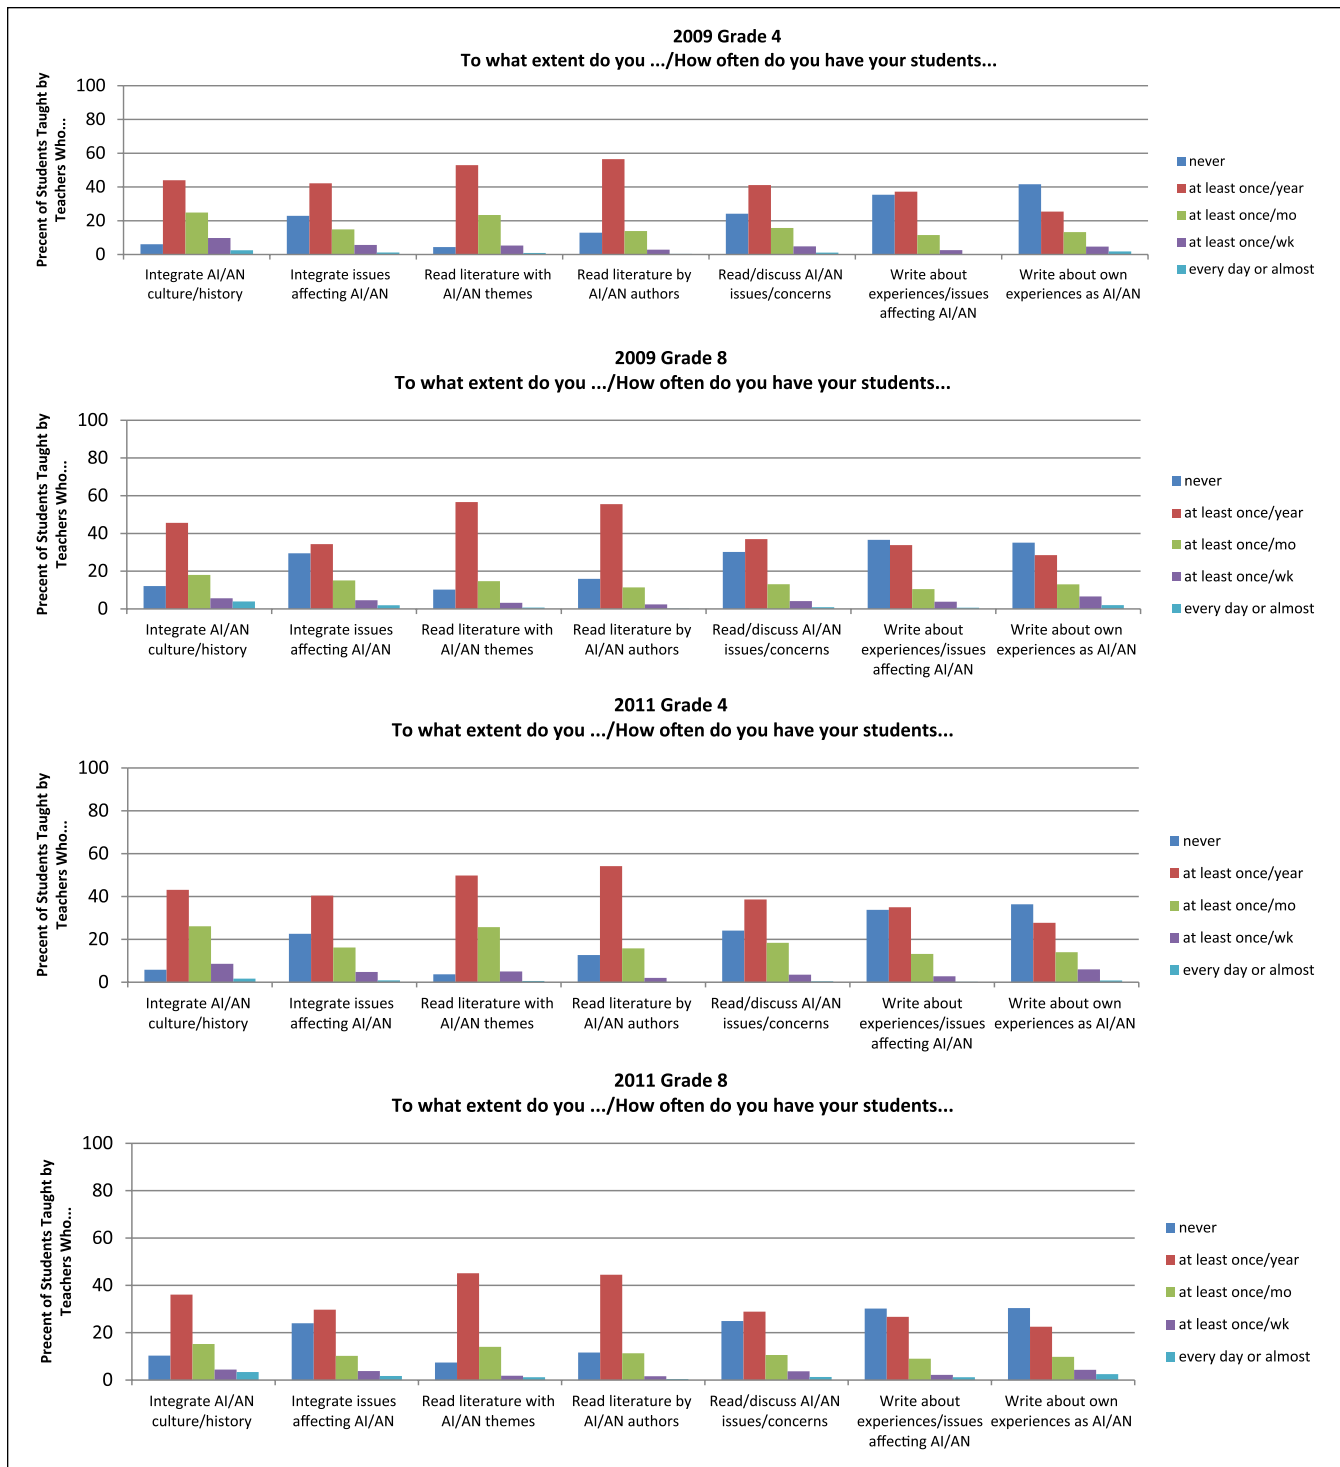 2009 Grade 4
To what extent do you .../How often do you have your students...
Precent of Students Taught by
Teachers Who...
100
80
60
40
20
0
Integrate AI/AN
culture/history
Integrate issues
affecting AI/AN
Read literature with
AI/AN themes
Read literature by
AI/AN authors
Read/discuss AI/AN
issues/concerns
Write about
experiences/issues
affecting AI/AN
Write about own
experiences as AI/AN
never
at least once/year
at least once/mo
at least once/wk
every day or almost
2009 Grade 8
To what extent do you .../How often do you have your students...
Precent of Students Taught by
Teachers Who...
100
80
60
40
20
0
Integrate AI/AN
culture/history
Integrate issues
affecting AI/AN
Read literature with
AI/AN themes
Read literature by
AI/AN authors
Read/discuss AI/AN
issues/concerns
Write about
experiences/issues
affecting AI/AN
Write about own
experiences as AI/AN
never
at least once/year
at least once/mo
at least once/wk
every day or almost
2011 Grade 4
To what extent do you .../How often do you have your students...
Precent of Students Taught by
Teachers Who...
100
80
60
40
20
0
Integrate AI/AN
culture/history
Integrate issues
affecting AI/AN
Read literature with
AI/AN themes
Read literature by
AI/AN authors
Read/discuss AI/AN
issues/concerns
Write about
experiences/issues
affecting AI/AN
Write about own
experiences as AI/AN
never
at least once/year
at least once/mo
at least once/wk
every day or almost
2011 Grade 8
To what extent do you .../How often do you have your students...
Precent of Students Taught by
Teachers Who...
100
80
60
40
20
0
Integrate AI/AN
culture/history
Integrate issues
affecting AI/AN
Read literature with
AI/AN themes
Read literature by
AI/AN authors
Read/discuss AI/AN
issues/concerns
Write about
experiences/issues
affecting AI/AN
Write about own
experiences as AI/AN
never
at least once/year
at least once/mo
at least once/wk
every day or almost